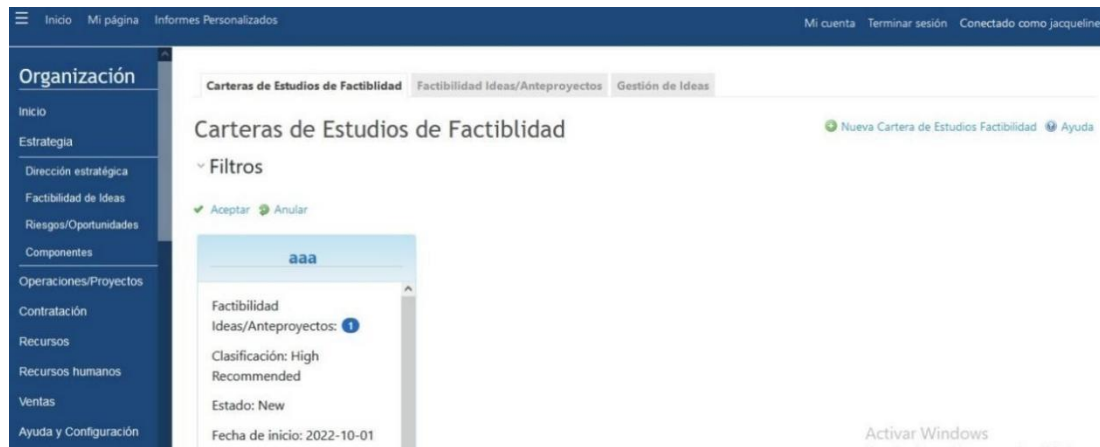 Inicio Mi página Informes Personalizados
Mi cuenta Terminar sesión Conectado como jacqueline
Organización
Inicio
Estrategia
Dirección estratégica
Factibilidad de Ideas
Riesgos/Oportunidades
Componentes
Operaciones/Proyectos
Contratación
Recursos
Recursos humanos
Ventas
Ayuda y Configuración
Carteras de Estudios de Factiblidad Factibilidad Ideas/Anteproyectos Gestión de Ideas
Carteras de Estudios de Factiblidad
Nueva Cartera de Estudios Factibilidad Ayuda
Filtros
Aceptar Anular
aaa
Factibilidad
Ideas/Anteproyectos: 1
Clasificación: High
Recommended
Estado: New
Fecha de inicio: 2022-10-01
Activar Windows